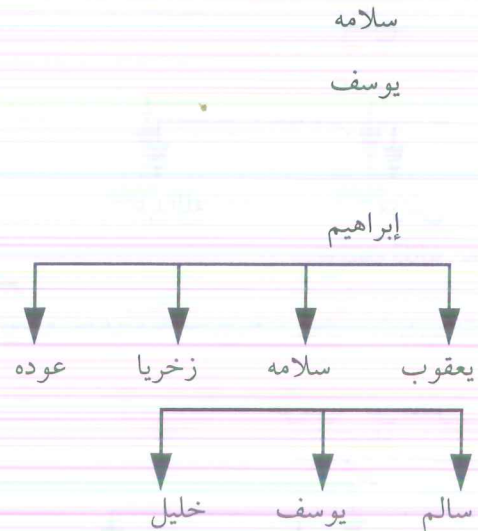 سلامه
يوسف
إبراهيم
يعقوب سلامه زخريا عوده
سالم يوسف خليل